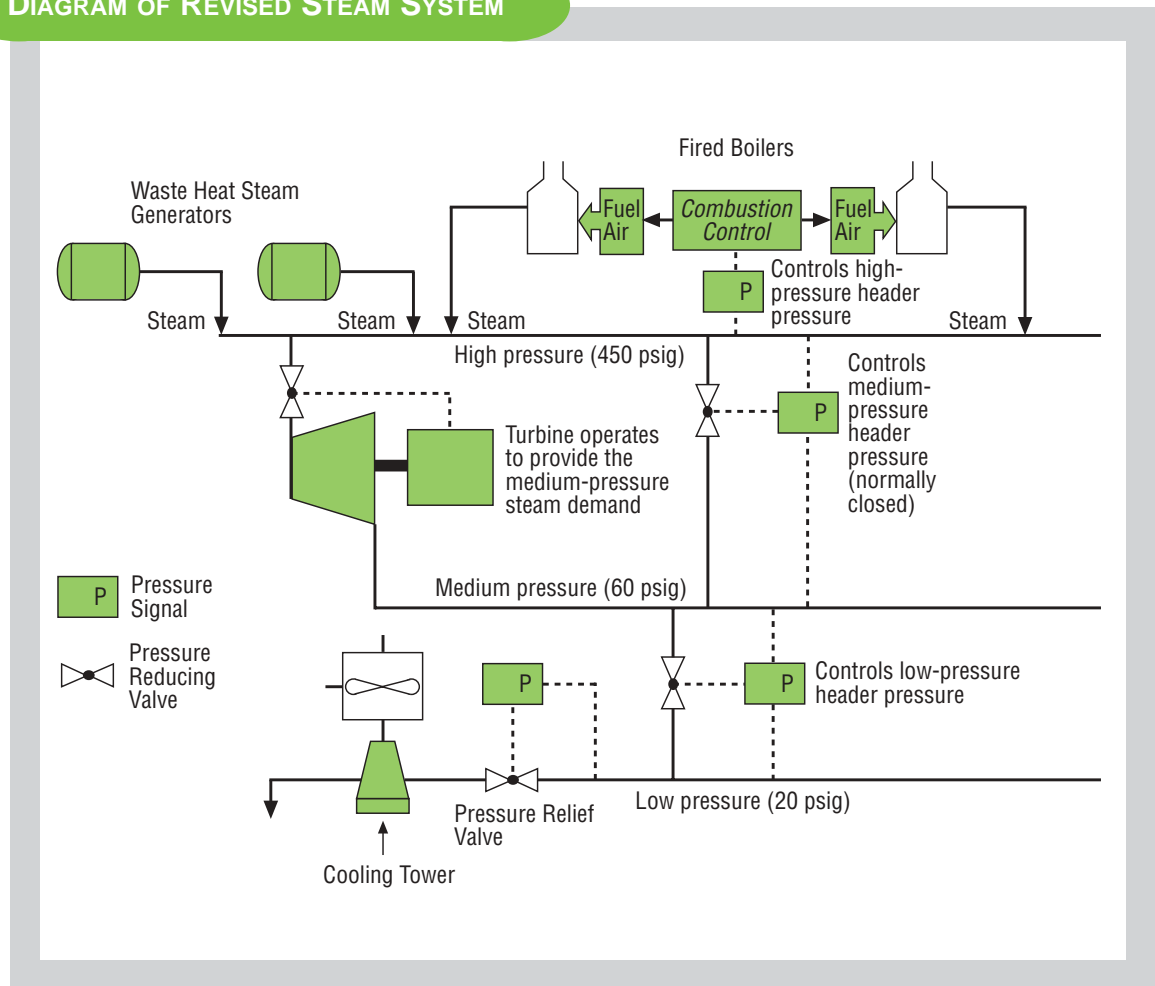 DIAGRAM OF REVISED STEAM SYSTEM
Fired Boilers
Waste Heat Steam
Generators
Fuel
Air
Combustion
Control
Fuel
Air
P
Controls high-
pressure header
pressure
Steam
Steam
Steam
Steam
High pressure (450 psig)
P
Controls
medium-
pressure
header
pressure
(normally
closed)
Turbine operates
to provide the
medium-pressure
steam demand
P
Pressure
Signal
Medium pressure (60 psig)
Pressure
Reducing
Valve
P
P
Controls low-pressure
header pressure
Pressure Relief
Valve
Low pressure (20 psig)
Cooling Tower